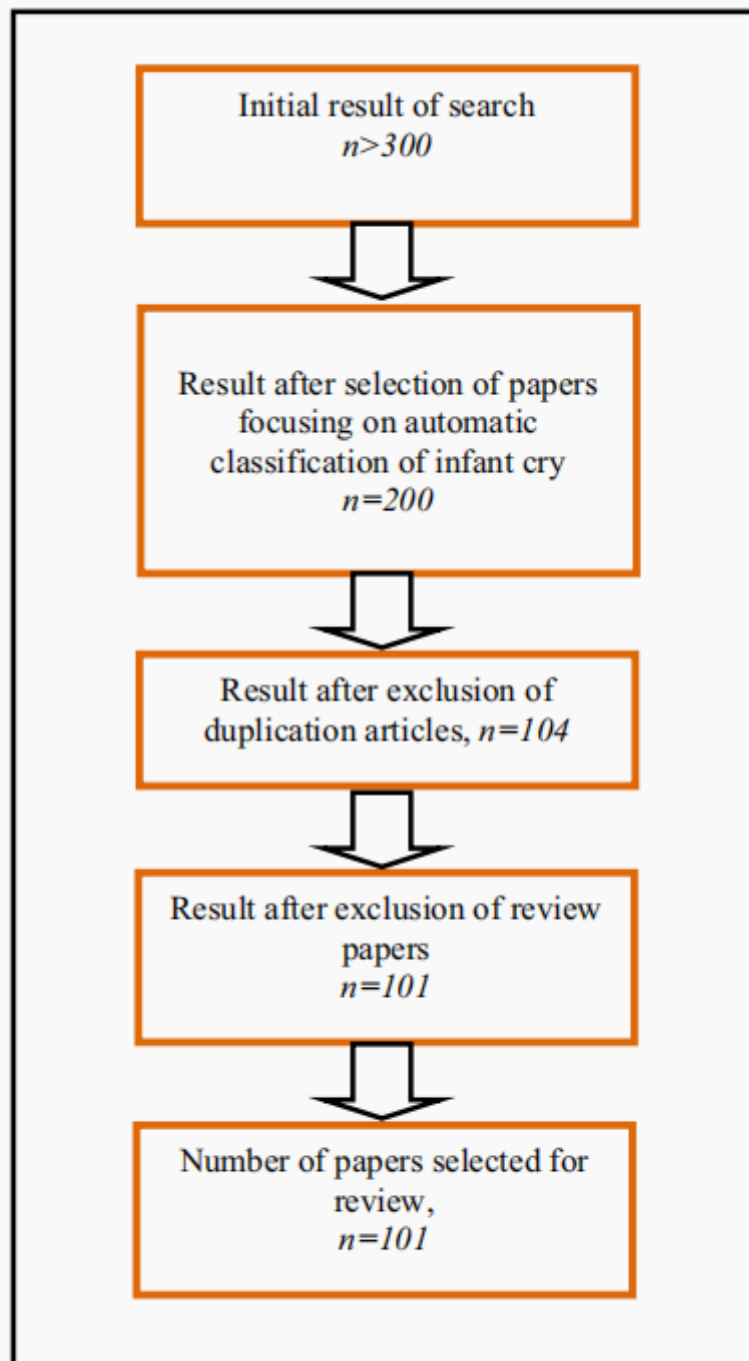 Initial result of search
n>300
Result after selection of papers
focusing on automatic
classification of infant cry
n=200
Result after exclusion of
duplication articles, n=104
Result after exclusion of review
papers
n=101
Number of papers selected for
review,
n=101